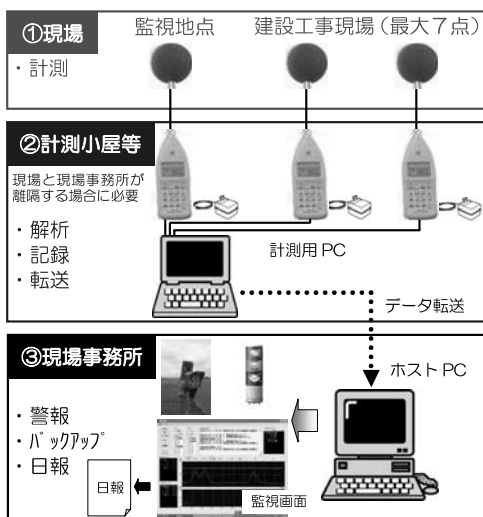 ①現場
監視地点
建設工事現場（最大７点）
・計測
②計測小屋等
現場と現場事務所が
離隔する場合に必要
・解析
・記録
・転送
計測用 PC
データ転送
③現場事務所
ホスト PC
・警報
・ﾊﾞｯｸｱｯﾌﾟ
・日報
日報
監視画面